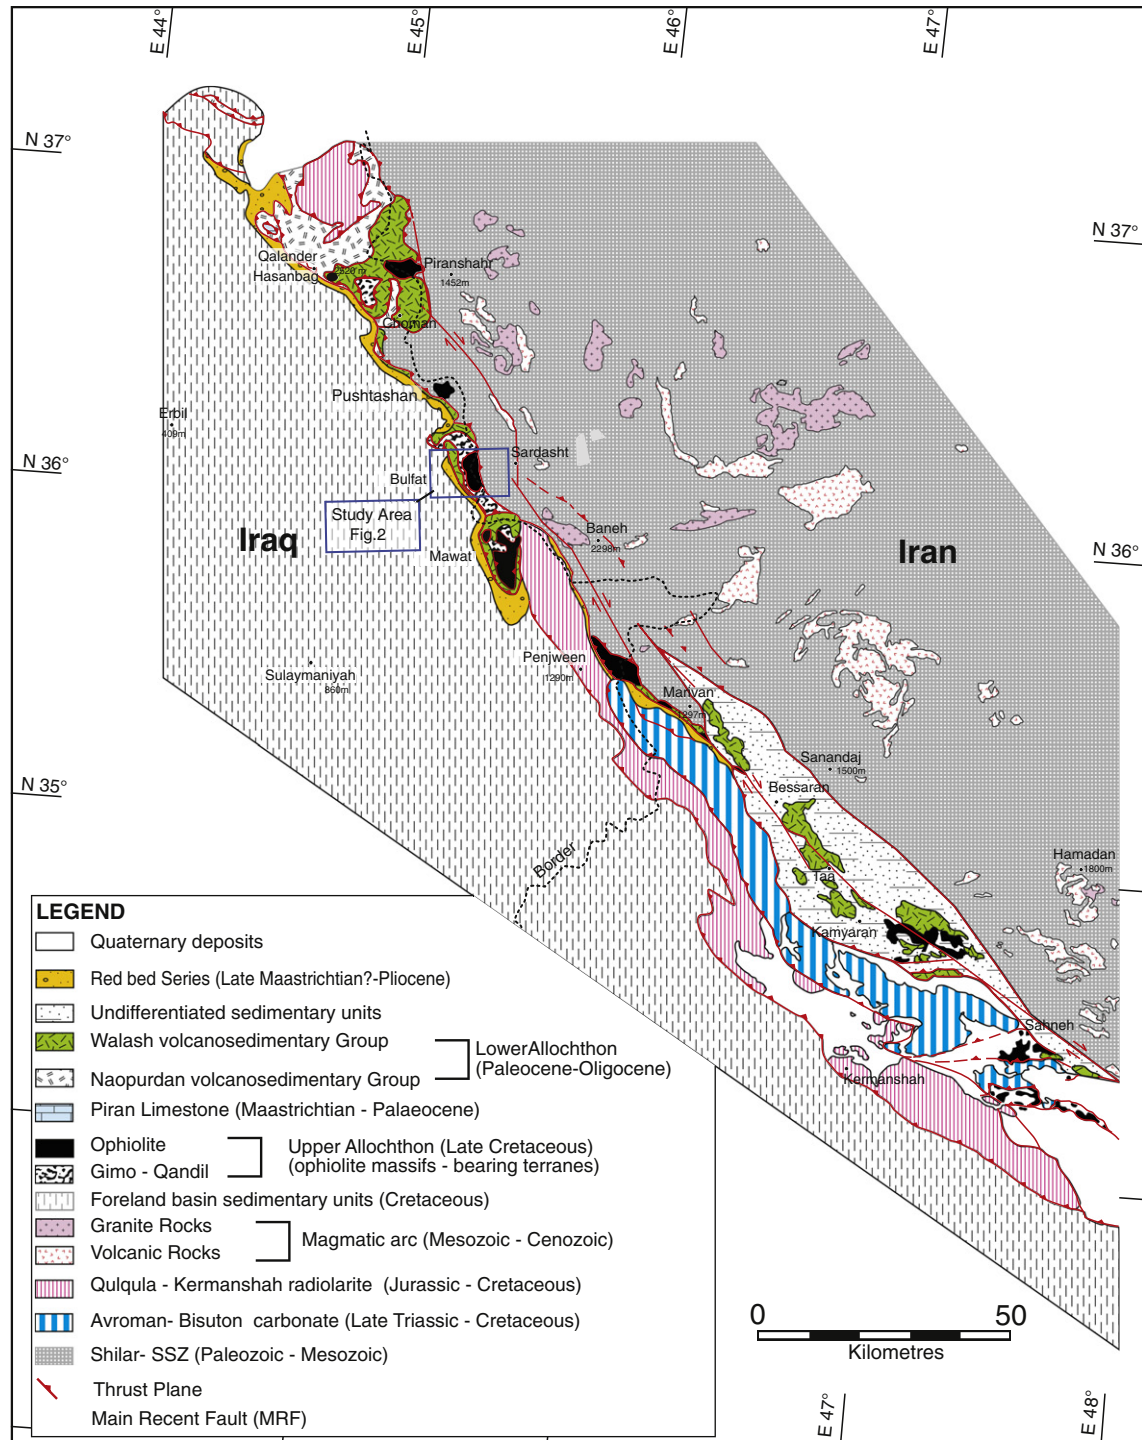 E 44°
E 45°
E 46°
E 47°
N 37°
N 37°
Qalander
Hasanbag
2520 m
Piranshahr
1452m
Choman
Pushtashan
Erbil
409m
N 36°
Sardasht
Bulfat
Study Area
Fig.2
Iraq
Baneh
2298m
Iran
N 36°
Mawat
Penjween
1290m
Sulaymaniyah
860m
Marivan
1297m
Sanandaj
1500m
N 35°
Bessaran
Border
Taa
Hamadan
1800m
Kamyaran
Sahneh
Kermanshah
LEGEND
Quaternary deposits
Red bed Series (Late Maastrichtian?-Pliocene)
Undifferentiated sedimentary units
Walash volcanosedimentary Group
LowerAllochthon
(Paleocene-Oligocene)
Naopurdan volcanosedimentary Group
Piran Limestone (Maastrichtian - Palaeocene)
Ophiolite
Upper Allochthon (Late Cretaceous)
(ophiolite massifs - bearing terranes)
Gimo - Qandil
Foreland basin sedimentary units (Cretaceous)
Granite Rocks
Magmatic arc (Mesozoic - Cenozoic)
Volcanic Rocks
Qulqula - Kermanshah radiolarite (Jurassic - Cretaceous)
Avroman- Bisuton carbonate (Late Triassic - Cretaceous)
Shilar- SSZ (Paleozoic - Mesozoic)
Thrust Plane
Main Recent Fault (MRF)
0
50
Kilometres
E 47°
E 48°